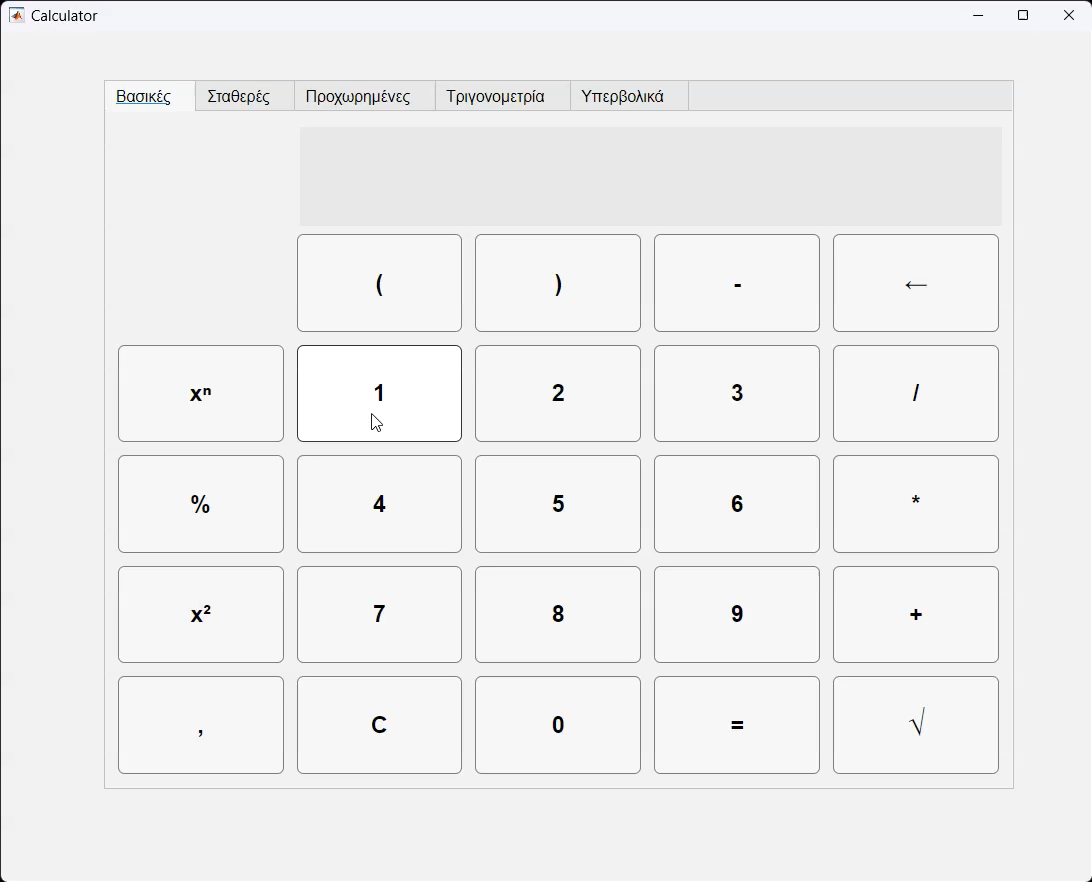 Calculator
Βασικές Σταθερές Προχωρημένες Τριγονομετρία Υπερβολικά
( ) - ←
xⁿ 1 2 3 /
% 4 5 6 *
x² 7 8 9 +
, C 0 = √